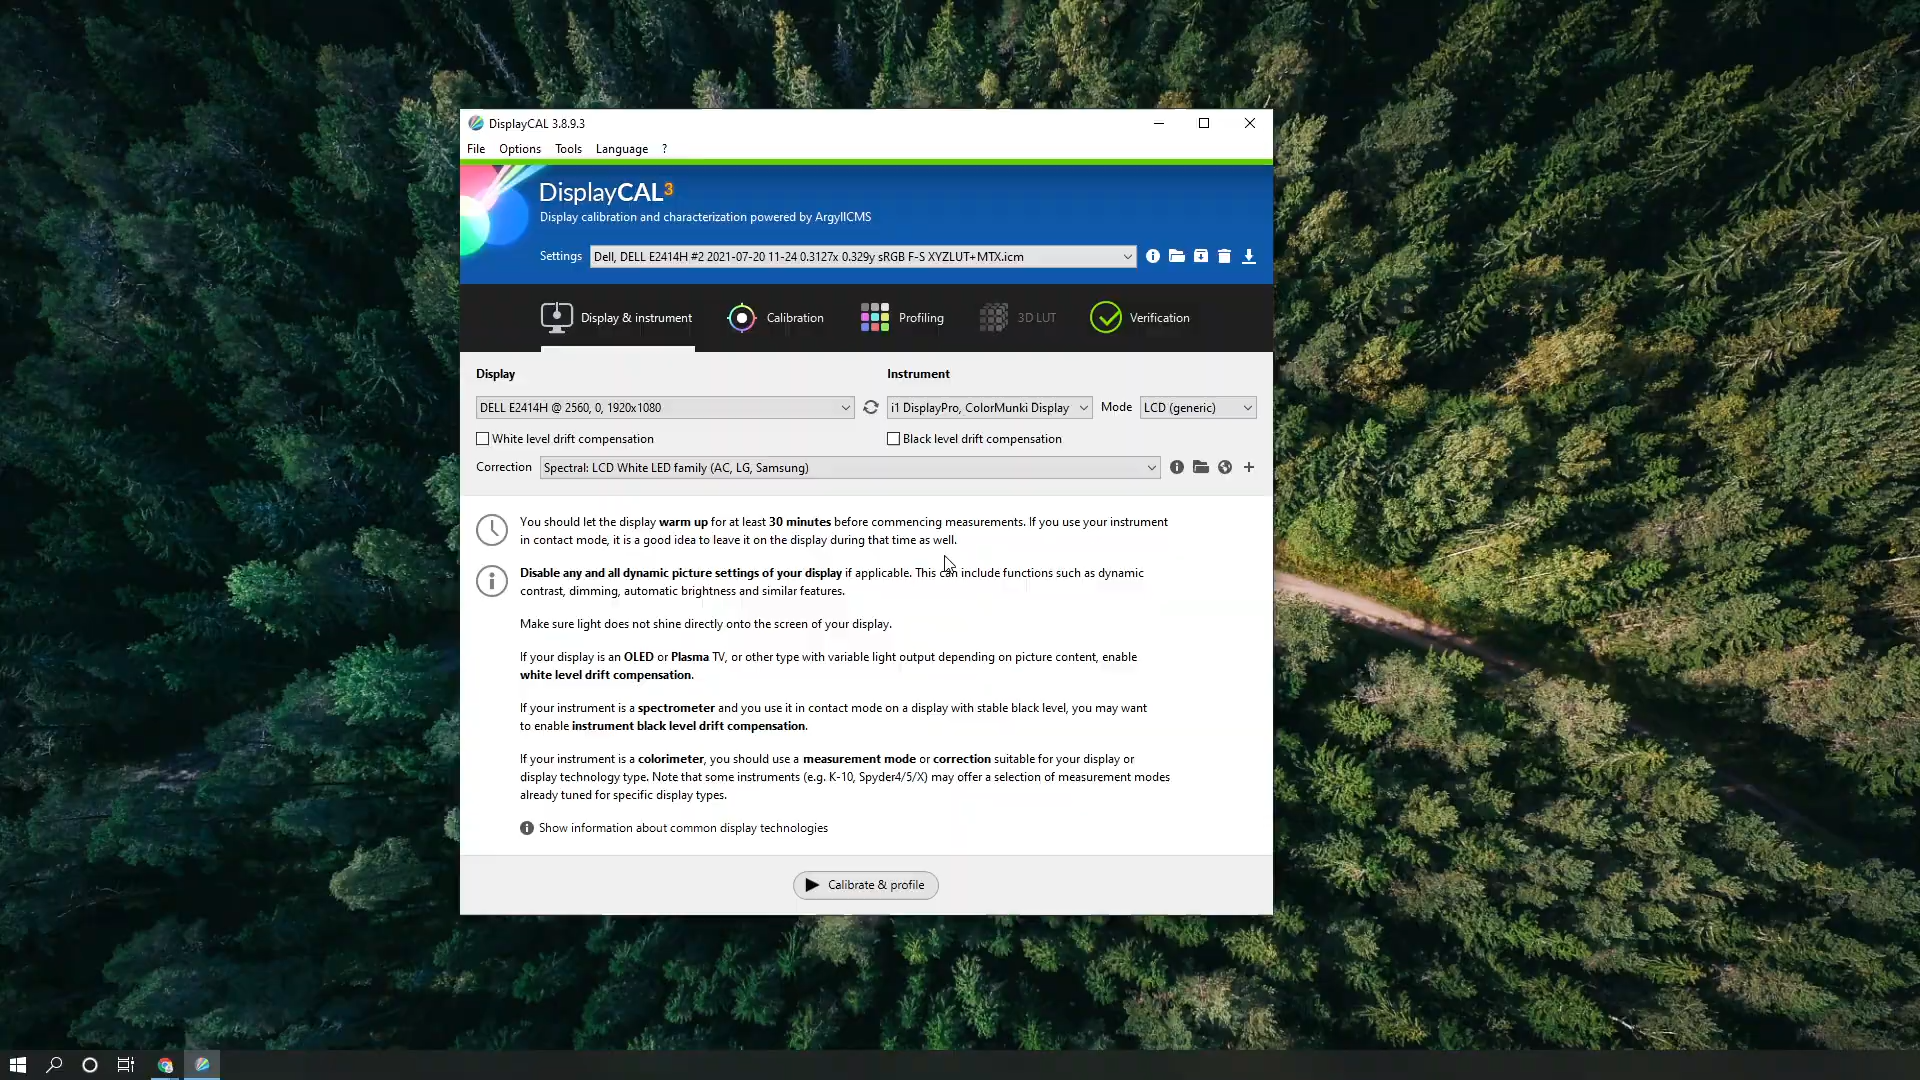 DisplayCAL 3.8.9.3
File Options Tools Language ?
DisplayCAL3
Display calibration and characterization powered by ArgyllCMS
Settings Dell, DELL E2414H #2 2021-07-20 11-24 0.3127x 0.329y sRGB F-S XYZLUT+MTX.icm
Display & instrument Calibration Profiling 3D LUT Verification
Display Instrument
DELL E2414H @ 2560, 0, 1920x1080 i1 DisplayPro, ColorMunki Display Mode LCD (generic)
White level drift compensation Black level drift compensation
Correction Spectral: LCD White LED family (AC, LG, Samsung)
You should let the display warm up for at least 30 minutes before commencing measurements. If you use your instrument
in contact mode, it is a good idea to leave it on the display during that time as well.
Disable any and all dynamic picture settings of your display if applicable. This can include functions such as dynamic
contrast, dimming, automatic brightness and similar features.
Make sure light does not shine directly onto the screen of your display.
If your display is an OLED or Plasma TV, or other type with variable light output depending on picture content, enable
white level drift compensation.
If your instrument is a spectrometer and you use it in contact mode on a display with stable black level, you may want
to enable instrument black level drift compensation.
If your instrument is a colorimeter, you should use a measurement mode or correction suitable for your display or
display technology type. Note that some instruments (e.g. K-10, Spyder4/5/X) may offer a selection of measurement modes
already tuned for specific display types.
Show information about common display technologies
Calibrate & profile